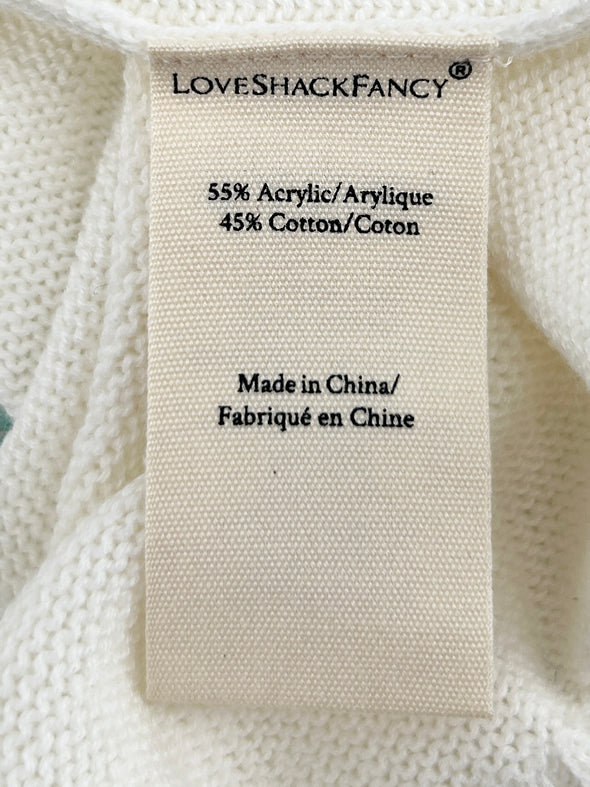 LOVESHACKFANCY®
55% Acrylic/Arylique
45% Cotton/Coton
Made in China/
Fabriqué en Chine